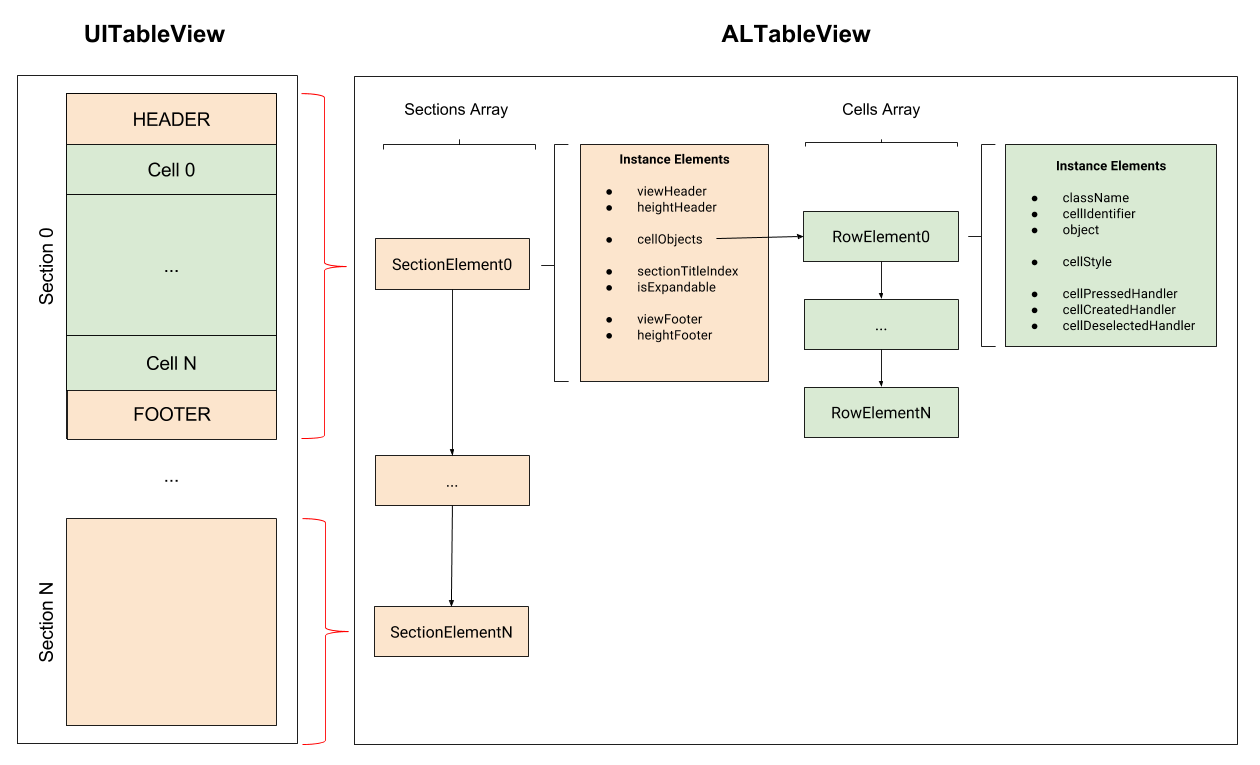 UITableView
ALTableView
Section 0
HEADER
Cell 0
...
Cell N
FOOTER
...
Section N
Sections Array
SectionElement0
...
SectionElementN
Instance Elements
● viewHeader
● heightHeader
● cellObjects
● sectionTitleIndex
● isExpandable
● viewFooter
● heightFooter
Cells Array
RowElement0
...
RowElementN
Instance Elements
● className
● cellIdentifier
● object
● cellStyle
● cellPressedHandler
● cellCreatedHandler
● cellDeselectedHandler